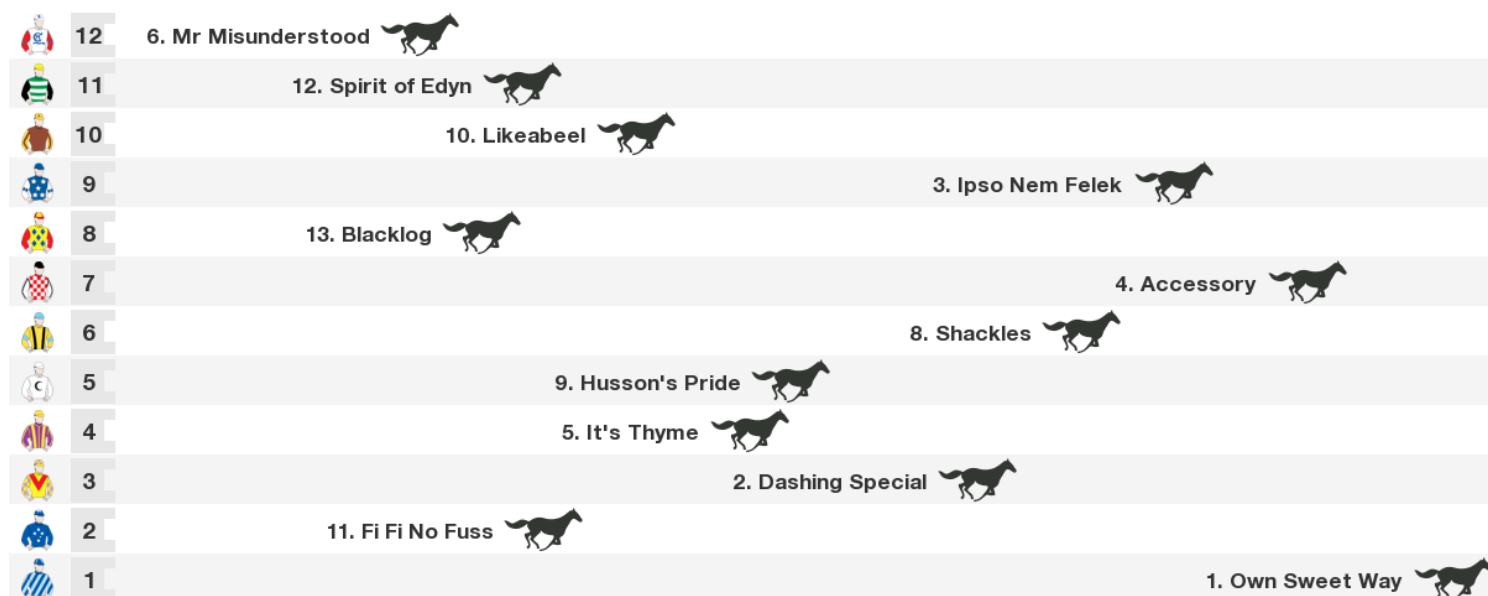 12 6. Mr Misunderstood
11 12. Spirit of Edyn
10 10. Likeabeel
9 3. Ipso Nem Felek
8 13. Blacklog
7 4. Accessory
6 8. Shackles
C 5 9. Husson's Pride
4 5. It's Thyme
3 2. Dashing Special
2 11. Fi Fi No Fuss
1 1. Own Sweet Way